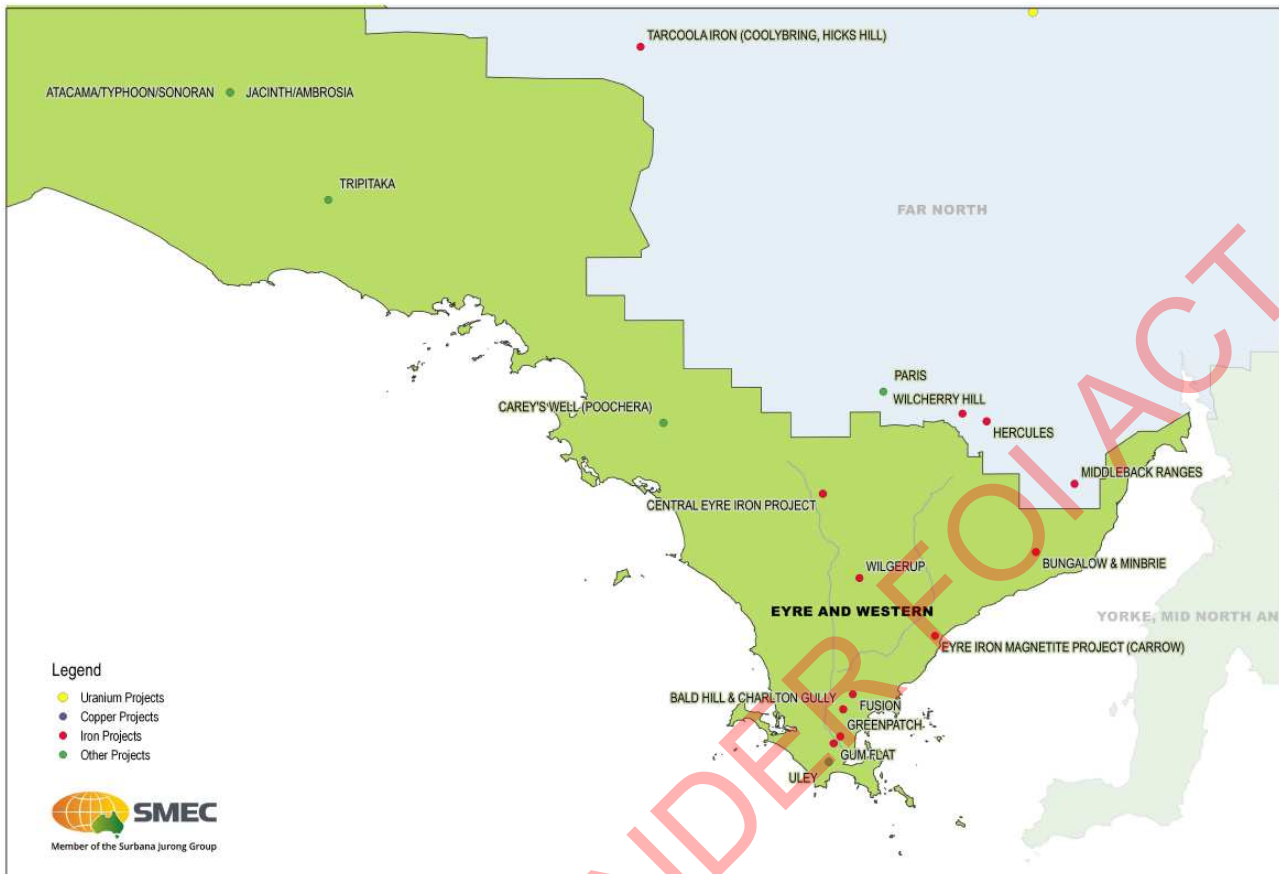 TARCOOLA IRON (COOLYBRING, HICKS HILL)
ATACAMA/TYPHOON/SONORAN
JACINTH/AMBROSIA
TRIPITAKA
FAR NORTH
PARIS
WILCHERRY HILL
CAREY'S WELL (POOCHERA)
HERCULES
MIDDLEBACK RANGES
CENTRAL EYRE IRON PROJECT
BUNGALOW & MINBRIE
WILGERUP
EYRE AND WESTERN
YORKE, MID NORTH AN
EYRE IRON MAGNETITE PROJECT (CARROW)
BALD HILL & CHARLTON GULLY
FUSION
GREENPATCH
GUM FLAT
ULEY
Legend
Uranium Projects
Copper Projects
Iron Projects
Other Projects
SMEC
Member of the Surbana Jurong Group
NDER FOI ACT